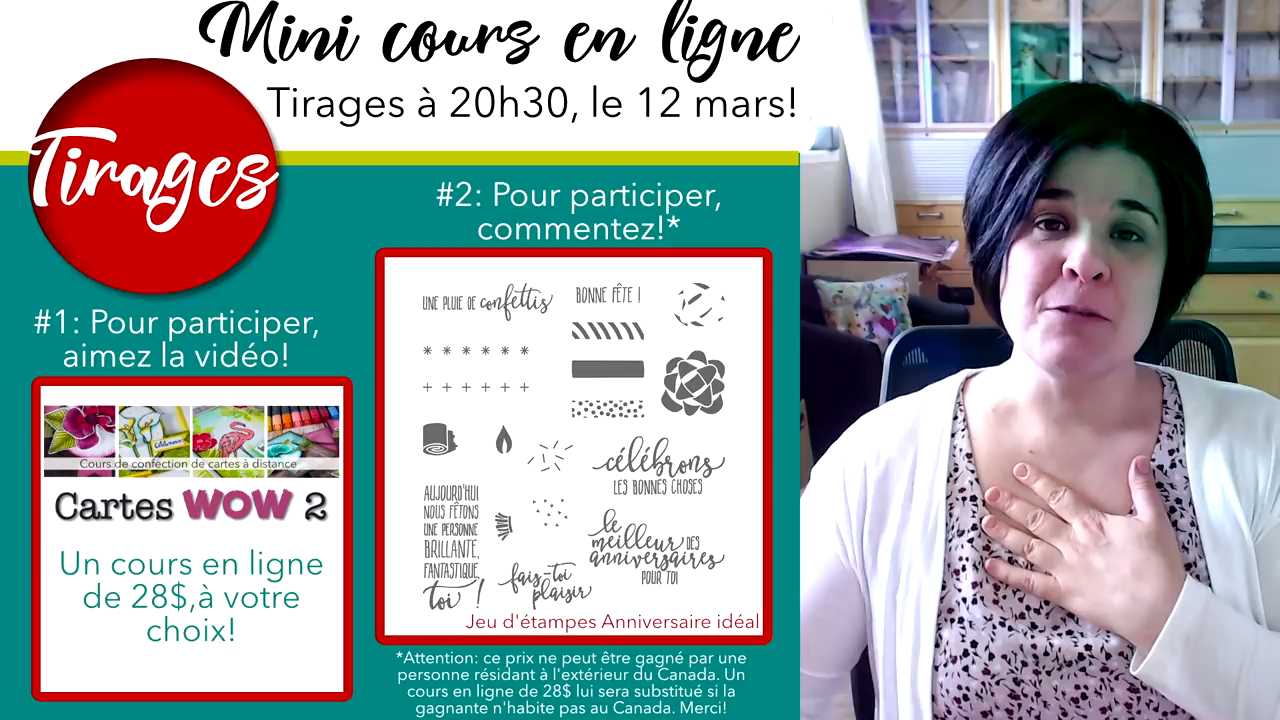 Mini cours en ligne
Tirages à 20h30, le 12 mars!
Tirages
#1: Pour participer,
aimez la vidéo!
Célébrations
Cours de confection de cartes à distance
Cartes WOW 2
Un cours en ligne
de 28$,à votre
choix!
#2: Pour participer,
commentez!*
UNE PLUIE DE confettis
BONNE FÊTE !
célébrons
LES BONNES CHOSES
AUJOURD'HUI
NOUS FÊTONS
UNE PERSONNE
BRILLANTE,
FANTASTIQUE,
toi !
fais-toi
plaisir
le
meilleur DES
anniversaires
POUR TOI
Jeu d'étampes Anniversaire idéal
*Attention: ce prix ne peut être gagné par une
personne résidant à l'extérieur du Canada. Un
cours en ligne de 28$ lui sera substitué si la
gagnante n'habite pas au Canada. Merci!